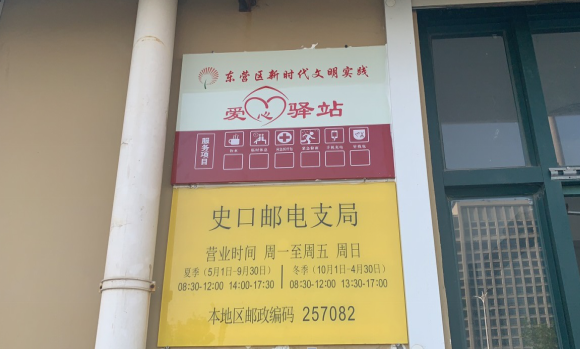 东营区新时代文明实践
爱心驿站
服务项目
史口邮电支局
营业时间 周一至周五 周日
夏季（5月1日-9月30日） 冬季（10月1日-4月30日）
08:30-12:00 14:00-17:30 08:30-12:00 13:30-17:00
本地区邮政编码 257082